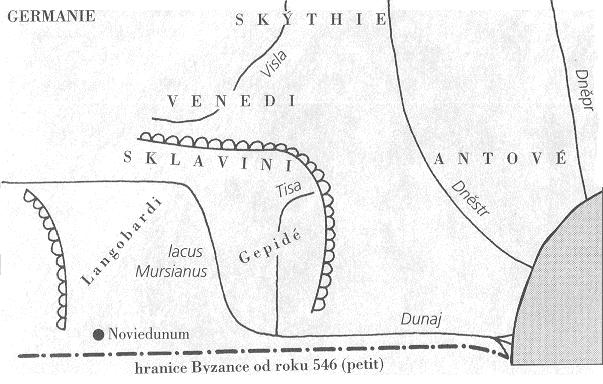 GERMANIE
SKÝTHIE
Visla
Dněpr
VENEDI
SKLAVINI
ANTOVÉ
Tisa
Dněstr
Langobardi
lacus
Mursianus
Gepidé
Dunaj
Noviedunum
hranice Byzance od roku 546 (petit)